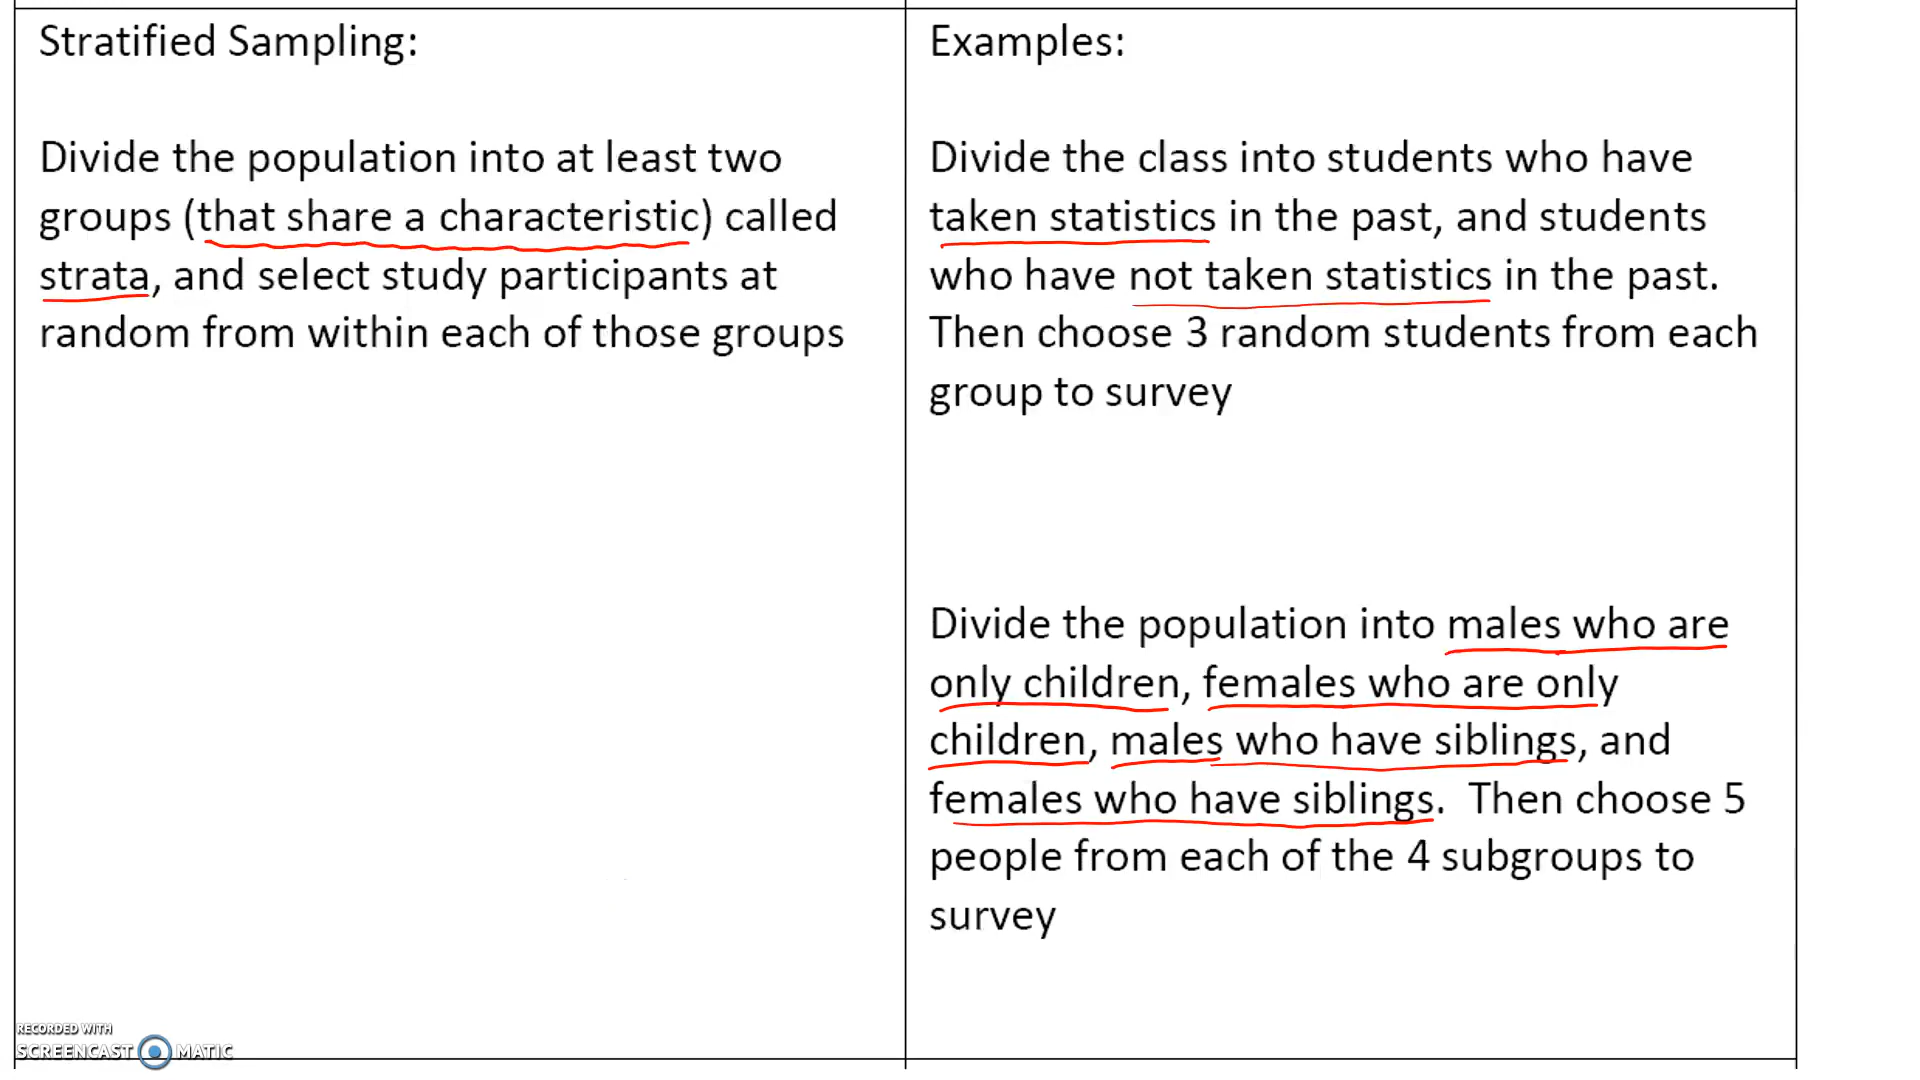 Stratified Sampling:
Divide the population into at least two
groups (that share a characteristic) called
strata, and select study participants at
random from within each of those groups
Examples:
Divide the class into students who have
taken statistics in the past, and students
who have not taken statistics in the past.
Then choose 3 random students from each
group to survey
Divide the population into males who are
only children, females who are only
children, males who have siblings, and
females who have siblings.  Then choose 5
people from each of the 4 subgroups to
survey
RECORDED WITH
SCREENCAST MATIC